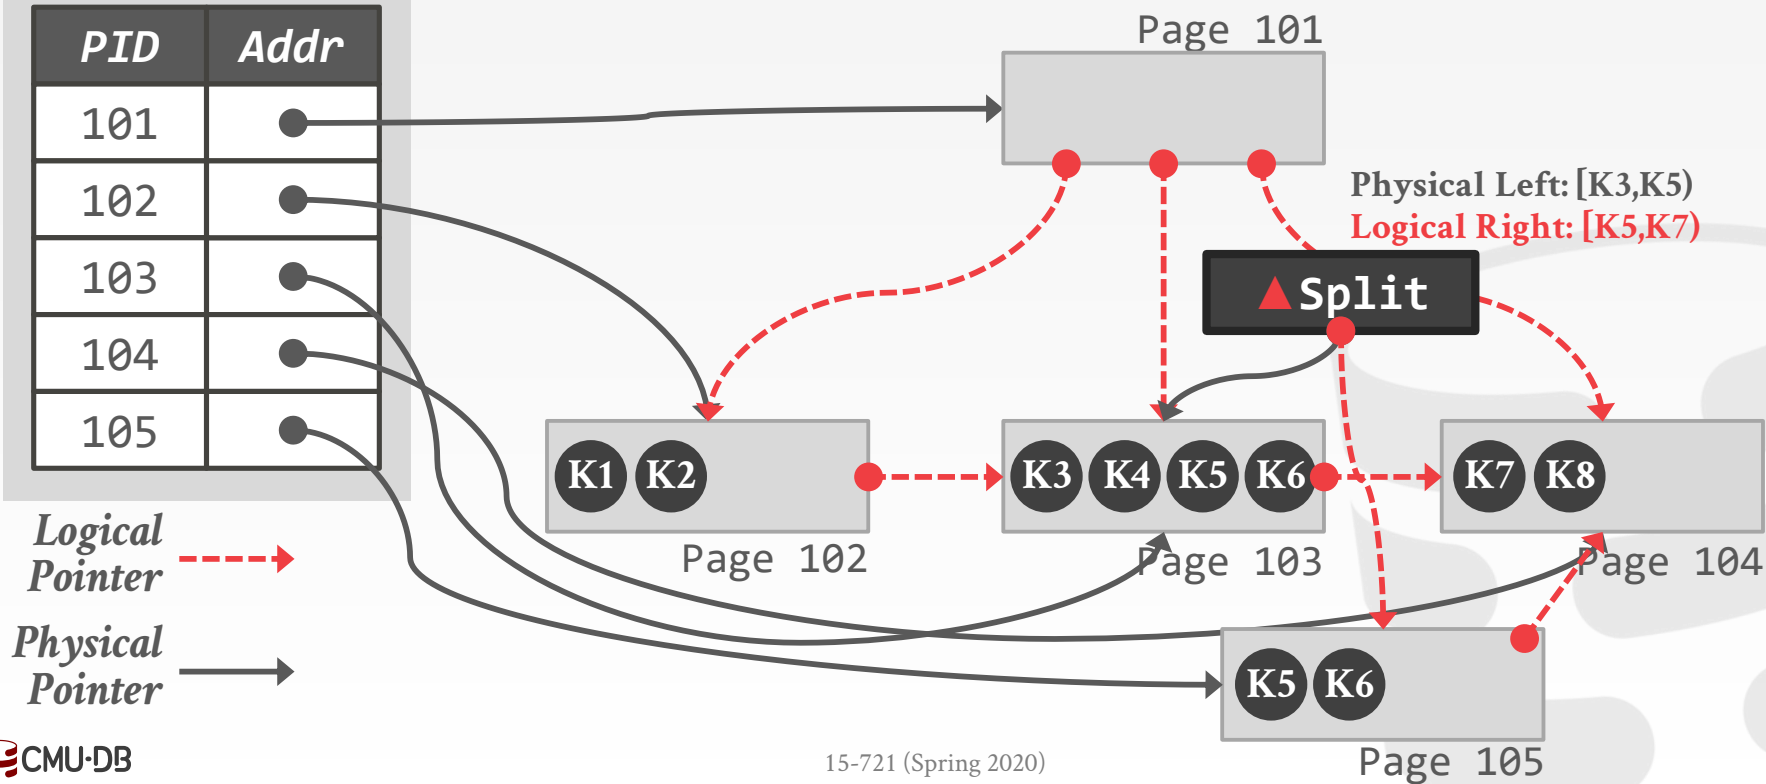 PID Addr
101
102
103
104
105
Logical
Pointer
Physical
Pointer
Page 101
Physical Left: [K3,K5)
Logical Right: [K5,K7)
▲Split
K1 K2
Page 102
K3 K4 K5 K6
Page 103
K7 K8
Page 104
K5 K6
Page 105
CMU·DB
15-721 (Spring 2020)